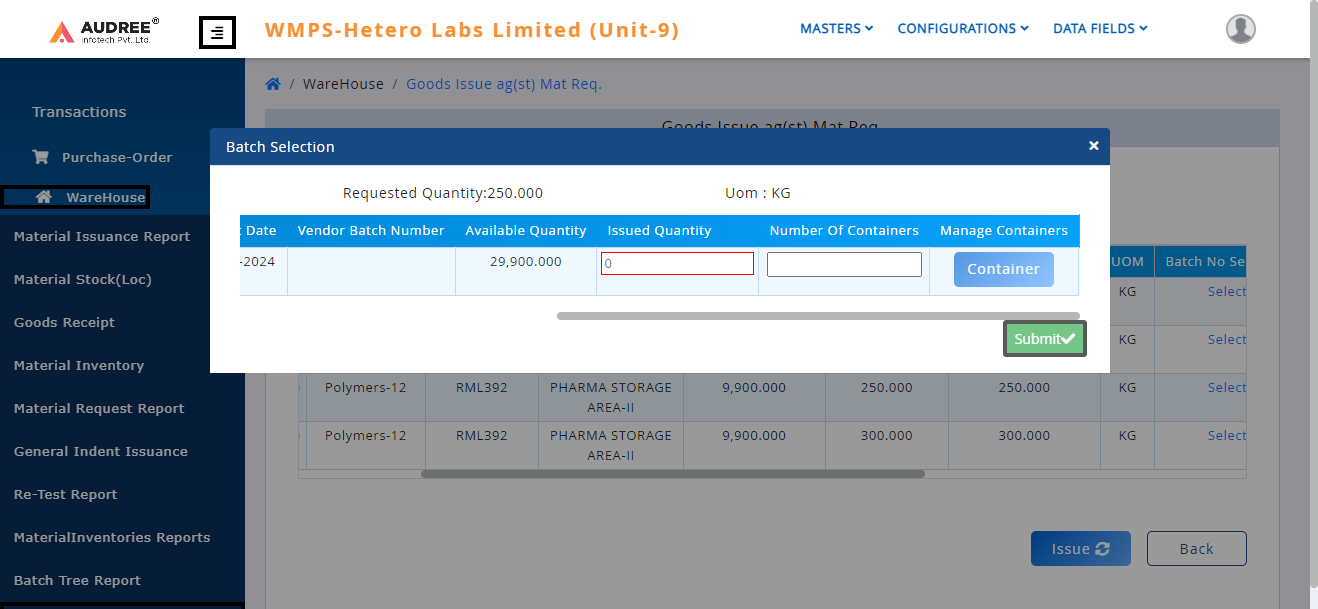 AUDREE®
Infotech Pvt. Ltd.
WMPS-Hetero Labs Limited (Unit-9)
MASTERS
CONFIGURATIONS
DATA FIELDS
Transactions
Purchase-Order
WareHouse
Material Issuance Report
Material Stock(Loc)
Goods Receipt
Material Inventory
Material Request Report
General Indent Issuance
Re-Test Report
MaterialInventories Reports
Batch Tree Report
/ WareHouse / Goods Issue ag(st) Mat Req.
Goods Issue ag(st) Mat Req.
Batch Selection ×
Requested Quantity:250.000 Uom : KG
Date Vendor Batch Number Available Quantity Issued Quantity Number Of Containers Manage Containers
-2024 29,900.000 0 Container
Submit
UOM Batch No Se
KG Select
KG Select
Polymers-12 RML392 PHARMA STORAGE 9,900.000 250.000 250.000 KG Select
AREA-II
Polymers-12 RML392 PHARMA STORAGE 9,900.000 300.000 300.000 KG Select
AREA-II
Issue Back